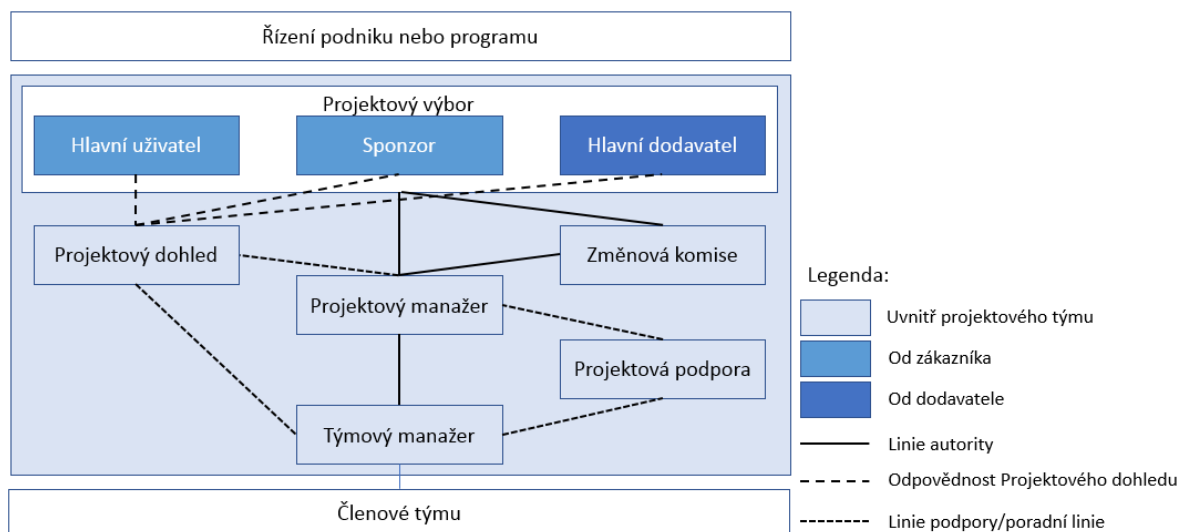 Řízení podniku nebo programu
Projektový výbor
Hlavní uživatel
Sponzor
Hlavní dodavatel
Projektový dohled
Změnová komise
Projektový manažer
Projektová podpora
Týmový manažer
Členové týmu
Legenda:
Uvnitř projektového týmu
Od zákazníka
Od dodavatele
Linie autority
Odpovědnost Projektového dohledu
Linie podpory/poradní linie